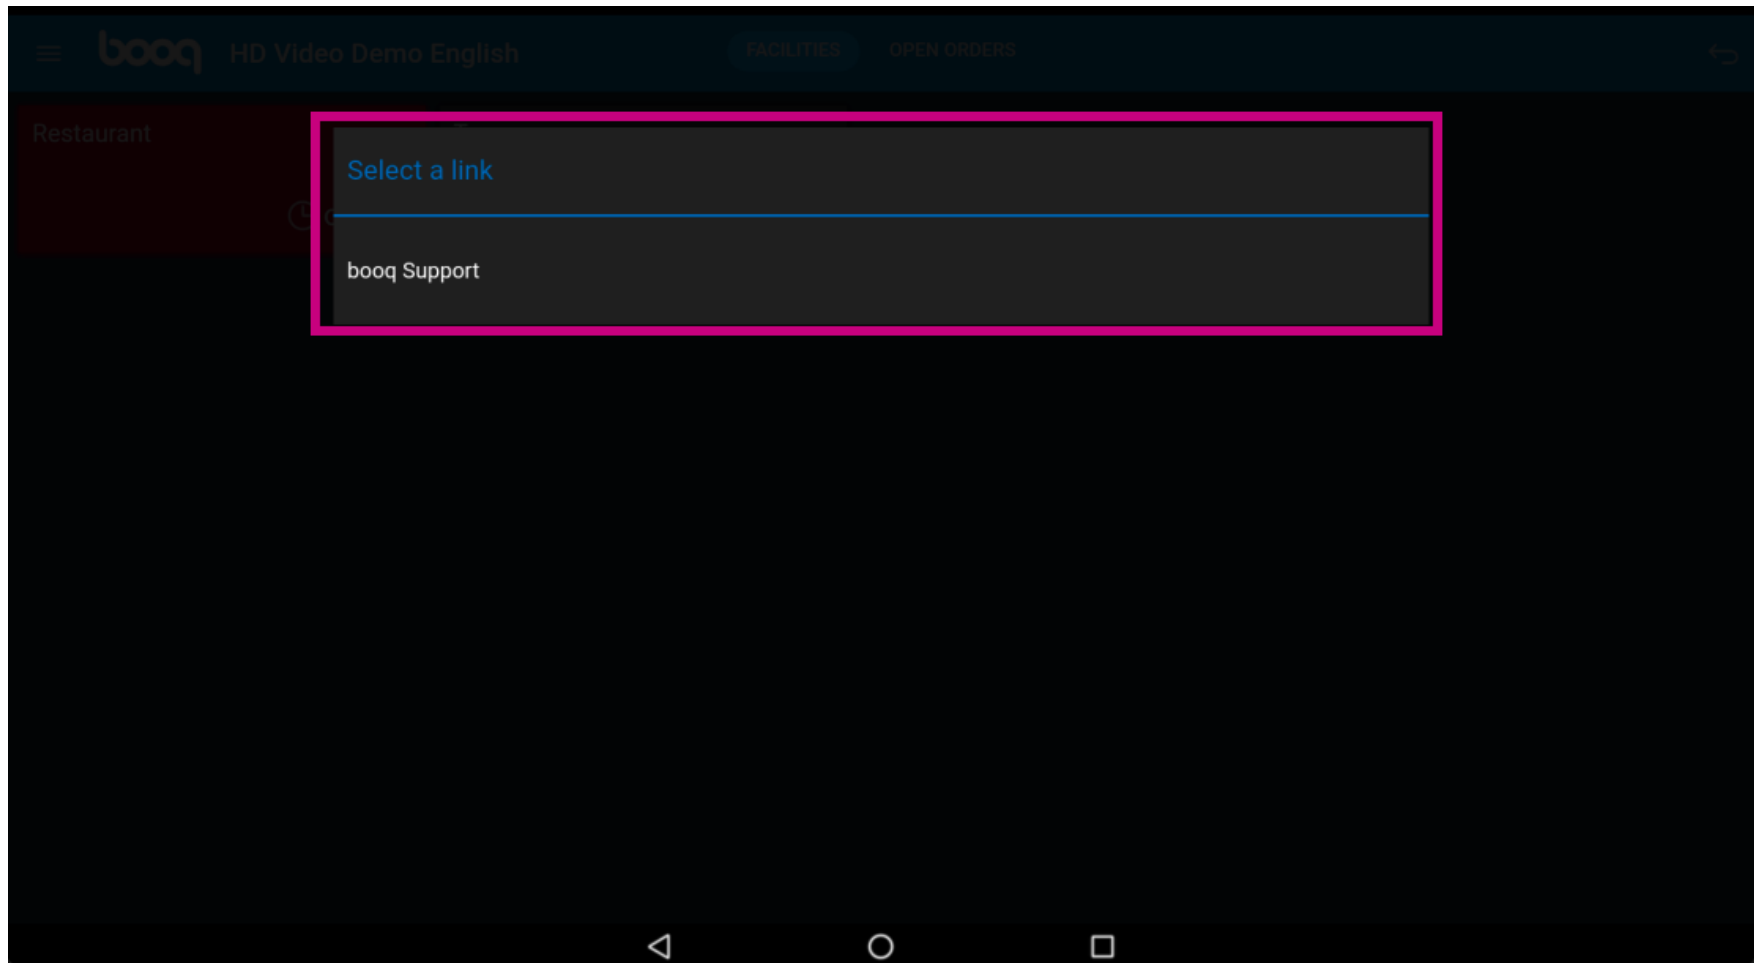 booq HD Video Demo English FACILITIES OPEN ORDERS
Restaurant
Select a link
booq Support